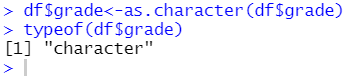 > df$grade<-as.character(df$grade)
> typeof(df$grade)
[1] "character"
>